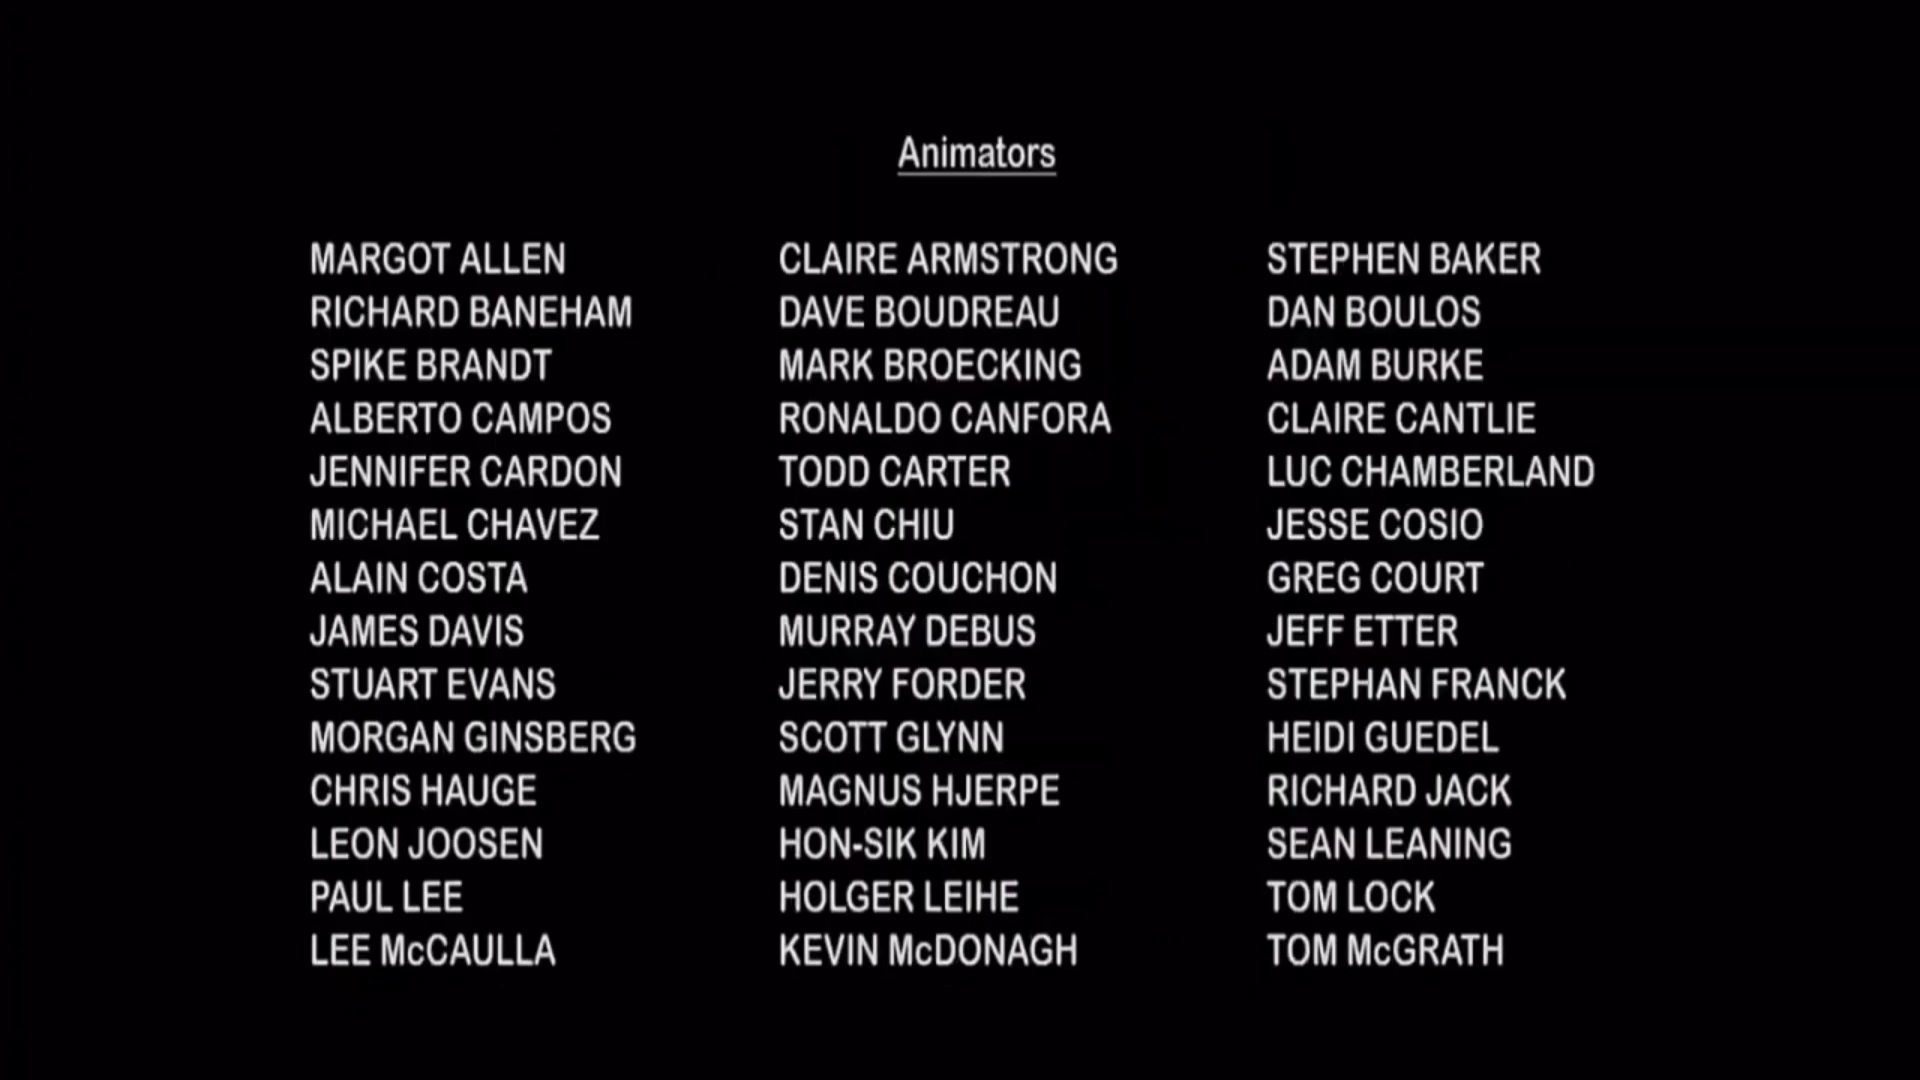 Animators
MARGOT ALLEN CLAIRE ARMSTRONG STEPHEN BAKER
RICHARD BANEHAM DAVE BOUDREAU DAN BOULOS
SPIKE BRANDT MARK BROECKING ADAM BURKE
ALBERTO CAMPOS RONALDO CANFORA CLAIRE CANTLIE
JENNIFER CARDON TODD CARTER LUC CHAMBERLAND
MICHAEL CHAVEZ STAN CHIU JESSE COSIO
ALAIN COSTA DENIS COUCHON GREG COURT
JAMES DAVIS MURRAY DEBUS JEFF ETTER
STUART EVANS JERRY FORDER STEPHAN FRANCK
MORGAN GINSBERG SCOTT GLYNN HEIDI GUEDEL
CHRIS HAUGE MAGNUS HJERPE RICHARD JACK
LEON JOOSEN HON-SIK KIM SEAN LEANING
PAUL LEE HOLGER LEIHE TOM LOCK
LEE McCAULLA KEVIN McDONAGH TOM McGRATH